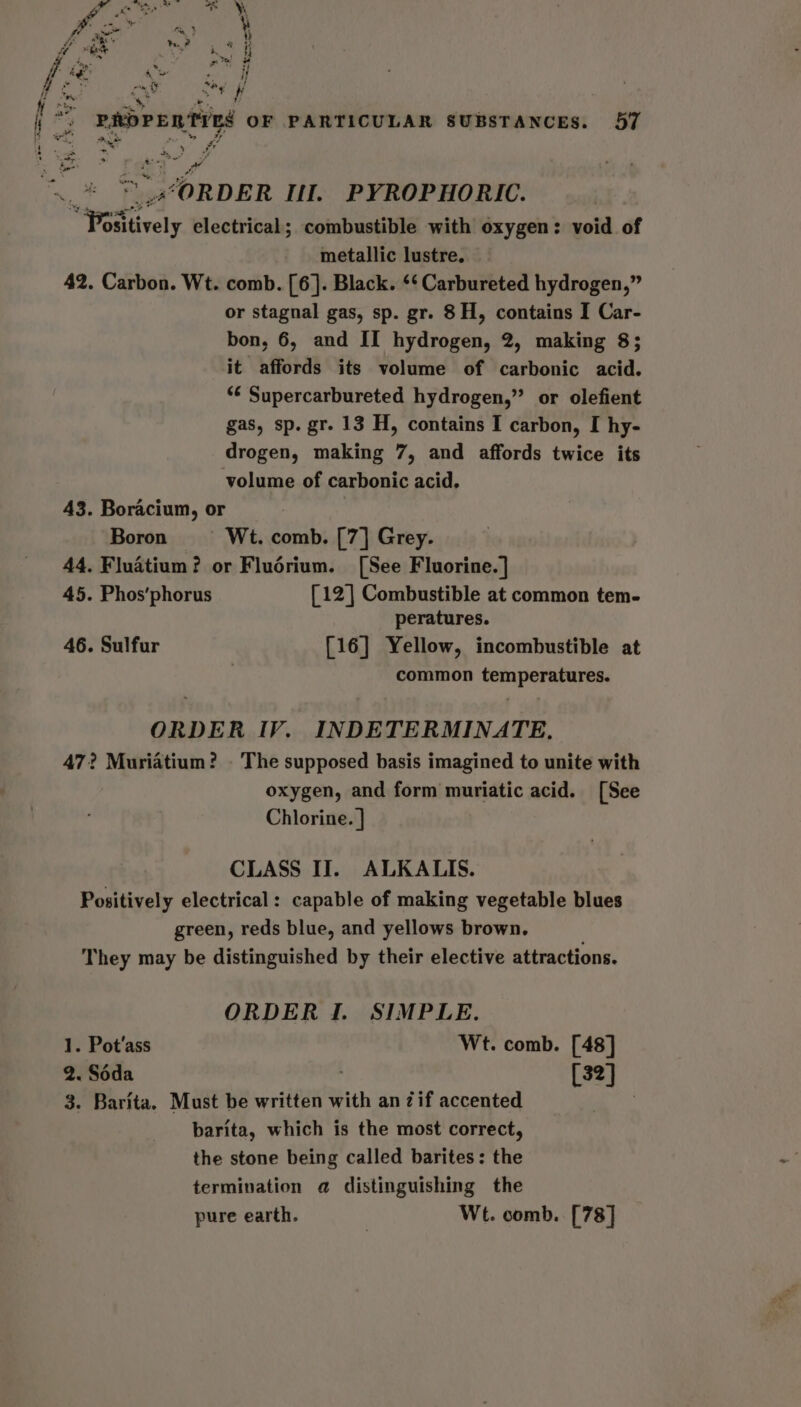 PROPERTIES OF PARTICULAR SUBSTANCES. 57
ORDER III. PYROPHORIC.
Positively electrical; combustible with oxygen: void of
metallic lustre.
42. Carbon. Wt. comb. [6]. Black. “Carbureted hydrogen,”
or stagnal gas, sp. gr. 8 H, contains I Car-
bon, 6, and II hydrogen, 2, making 8;
it affords its volume of carbonic acid.
“Supercarbureted hydrogen,” or olefient
gas, sp. gr. 13 H, contains I carbon, I hy-
drogen, making 7, and affords twice its
volume of carbonic acid.
43. Borácium, or
Boron Wt. comb. [7] Grey.
44. Fluátium? or Fluórium. [See Fluorine.]
45. Phos'phorus [12] Combustible at common tem-
peratures.
46. Sulfur [16] Yellow, incombustible at
common temperatures.
ORDER IV. INDETERMINATE.
47? Muriátium? The supposed basis imagined to unite with
oxygen, and form muriatic acid. [See
Chlorine.]
CLASS II. ALKALIS.
Positively electrical: capable of making vegetable blues
green, reds blue, and yellows brown.
They may be distinguished by their elective attractions.
ORDER I. SIMPLE.
1. Pot'ass Wt. comb. [48]
2. Sóda [32]
3. Baríta. Must be written with an i if accented
baríta, which is the most correct,
the stone being called barites: the
termination a distinguishing the
pure earth. Wt. comb. [78]